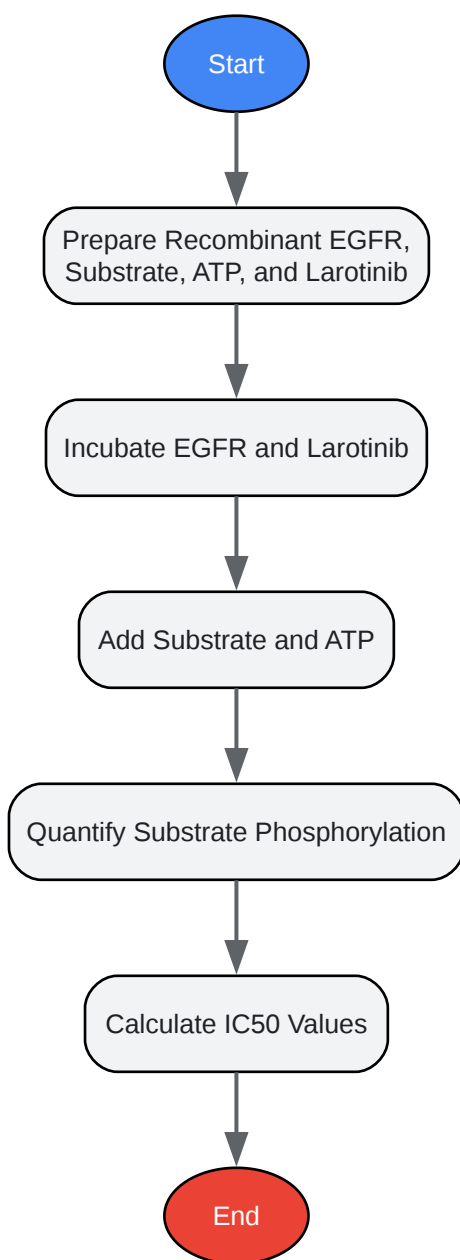 Start
Prepare Recombinant EGFR,
Substrate, ATP, and Larotinib
Incubate EGFR and Larotinib
Add Substrate and ATP
Quantify Substrate Phosphorylation
Calculate IC50 Values
End